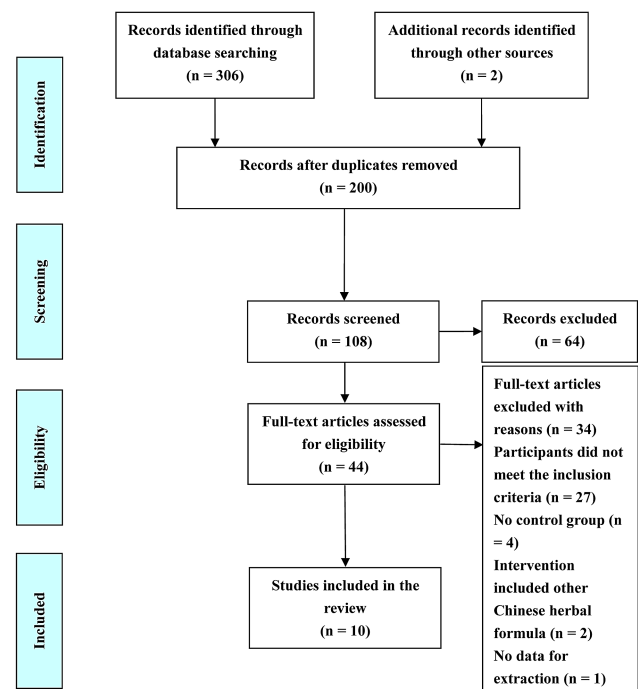 Records identified through
database searching
(n = 306)
Additional records identified
through other sources
(n = 2)
Identification
Records after duplicates removed
(n = 200)
Screening
Records screened
(n = 108)
Records excluded
(n = 64)
Eligibility
Full-text articles assessed
for eligibility
(n = 44)
Full-text articles
excluded with
reasons (n = 34)
Participants did not
meet the inclusion
criteria (n = 27)
No control group (n
= 4)
Intervention
included other
Chinese herbal
formula (n = 2)
No data for
extraction (n = 1)
Included
Studies included in the
review
(n = 10)